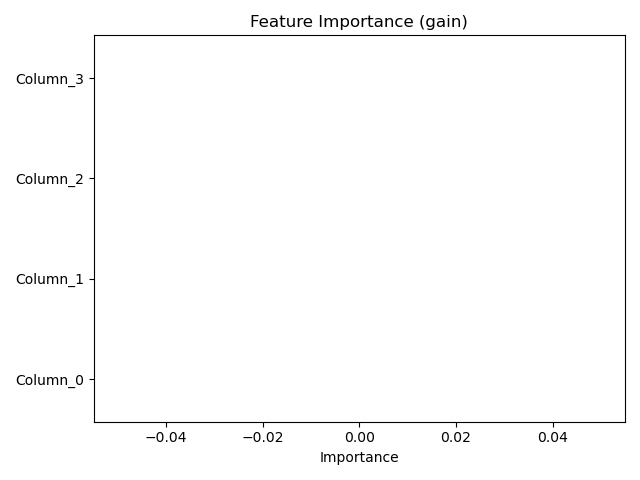 Feature Importance (gain)
Column_3
Column_2
Column_1
Column_0
−0.04 −0.02 0.00 0.02 0.04
Importance